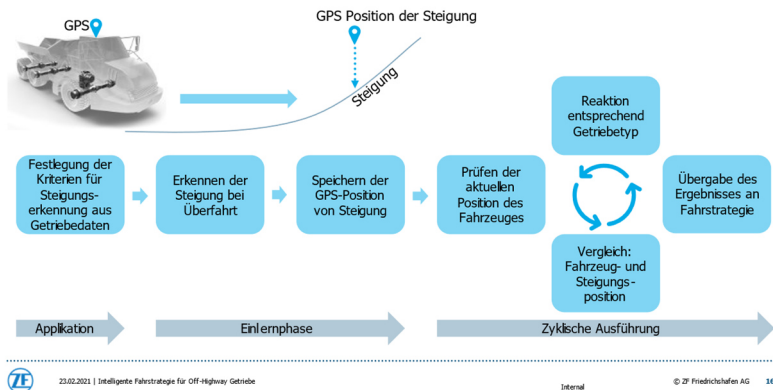 GPS
GPS Position der Steigung
Steigung
Festlegung der
Kriterien für
Steigungs-
erkennung aus
Getriebedaten
Erkennen der
Steigung bei
Überfahrt
Speichern der
GPS-Position
von Steigung
Prüfen der
aktuellen
Position des
Fahrzeuges
Reaktion
entsprechend
Getriebetyp
Übergabe des
Ergebnisses an
Fahrstrategie
Vergleich:
Fahrzeug- und
Steigungs-
position
Applikation
Einlernphase
Zyklische Ausführung
ZF
23.02.2021 | Intelligente Fahrstrategie für Off-Highway Getriebe
Internal
© ZF Friedrichshafen AG